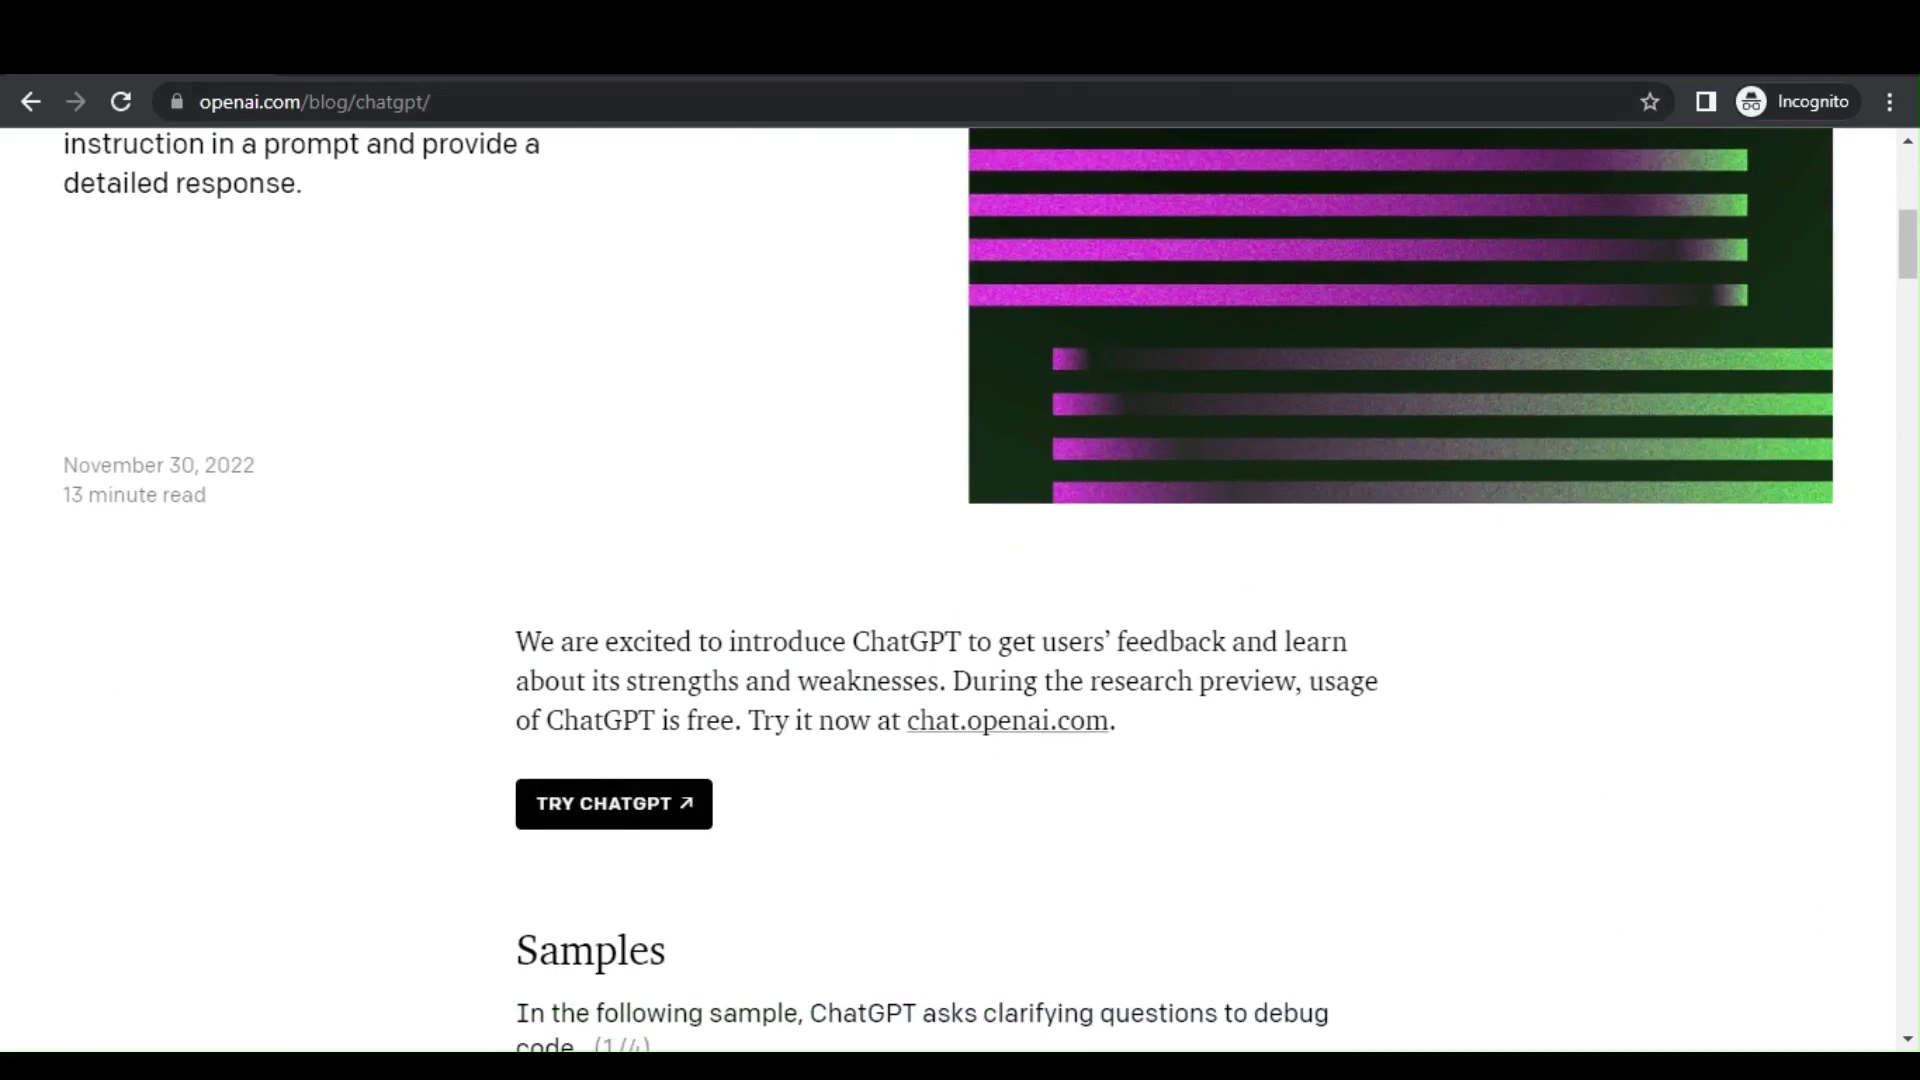 openai.com/blog/chatgpt/
Incognito
instruction in a prompt and provide a
detailed response.
November 30, 2022
13 minute read
We are excited to introduce ChatGPT to get users’ feedback and learn
about its strengths and weaknesses. During the research preview, usage
of ChatGPT is free. Try it now at chat.openai.com.
TRY CHATGPT ↗
Samples
In the following sample, ChatGPT asks clarifying questions to debug
code. (1/4)